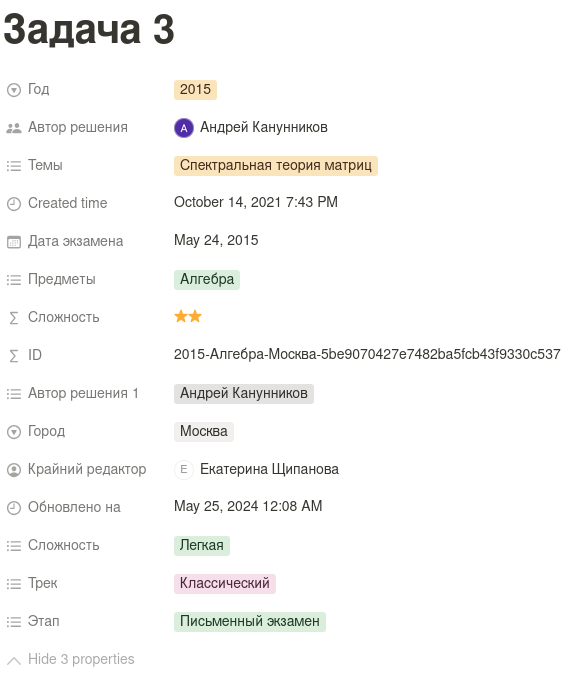 Задача 3
Год 2015
Автор решения A Андрей Канунников
Темы Спектральная теория матриц
Created time October 14, 2021 7:43 PM
Дата экзамена May 24, 2015
Предметы Алгебра
Сложность ⭐⭐
ID 2015-Алгебра-Москва-5be9070427e7482ba5fcb43f9330c537
Автор решения 1 Андрей Канунников
Город Москва
Крайний редактор E Екатерина Щипанова
Обновлено на May 25, 2024 12:08 AM
Сложность Легкая
Трек Классический
Этап Письменный экзамен
Hide 3 properties